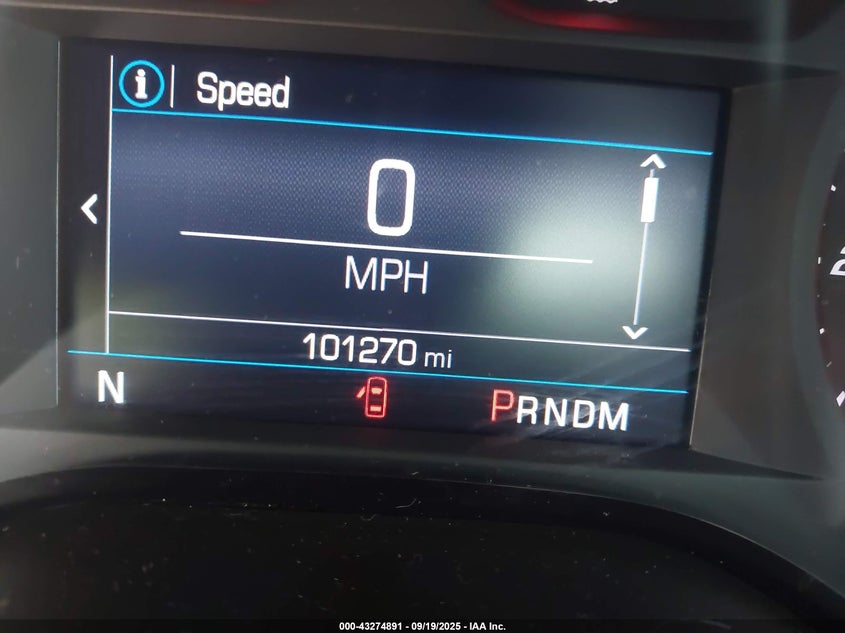 i | Speed
0
MPH
101270 mi
N PRNDM
000-43274891 - 09/19/2025 - IAA Inc.